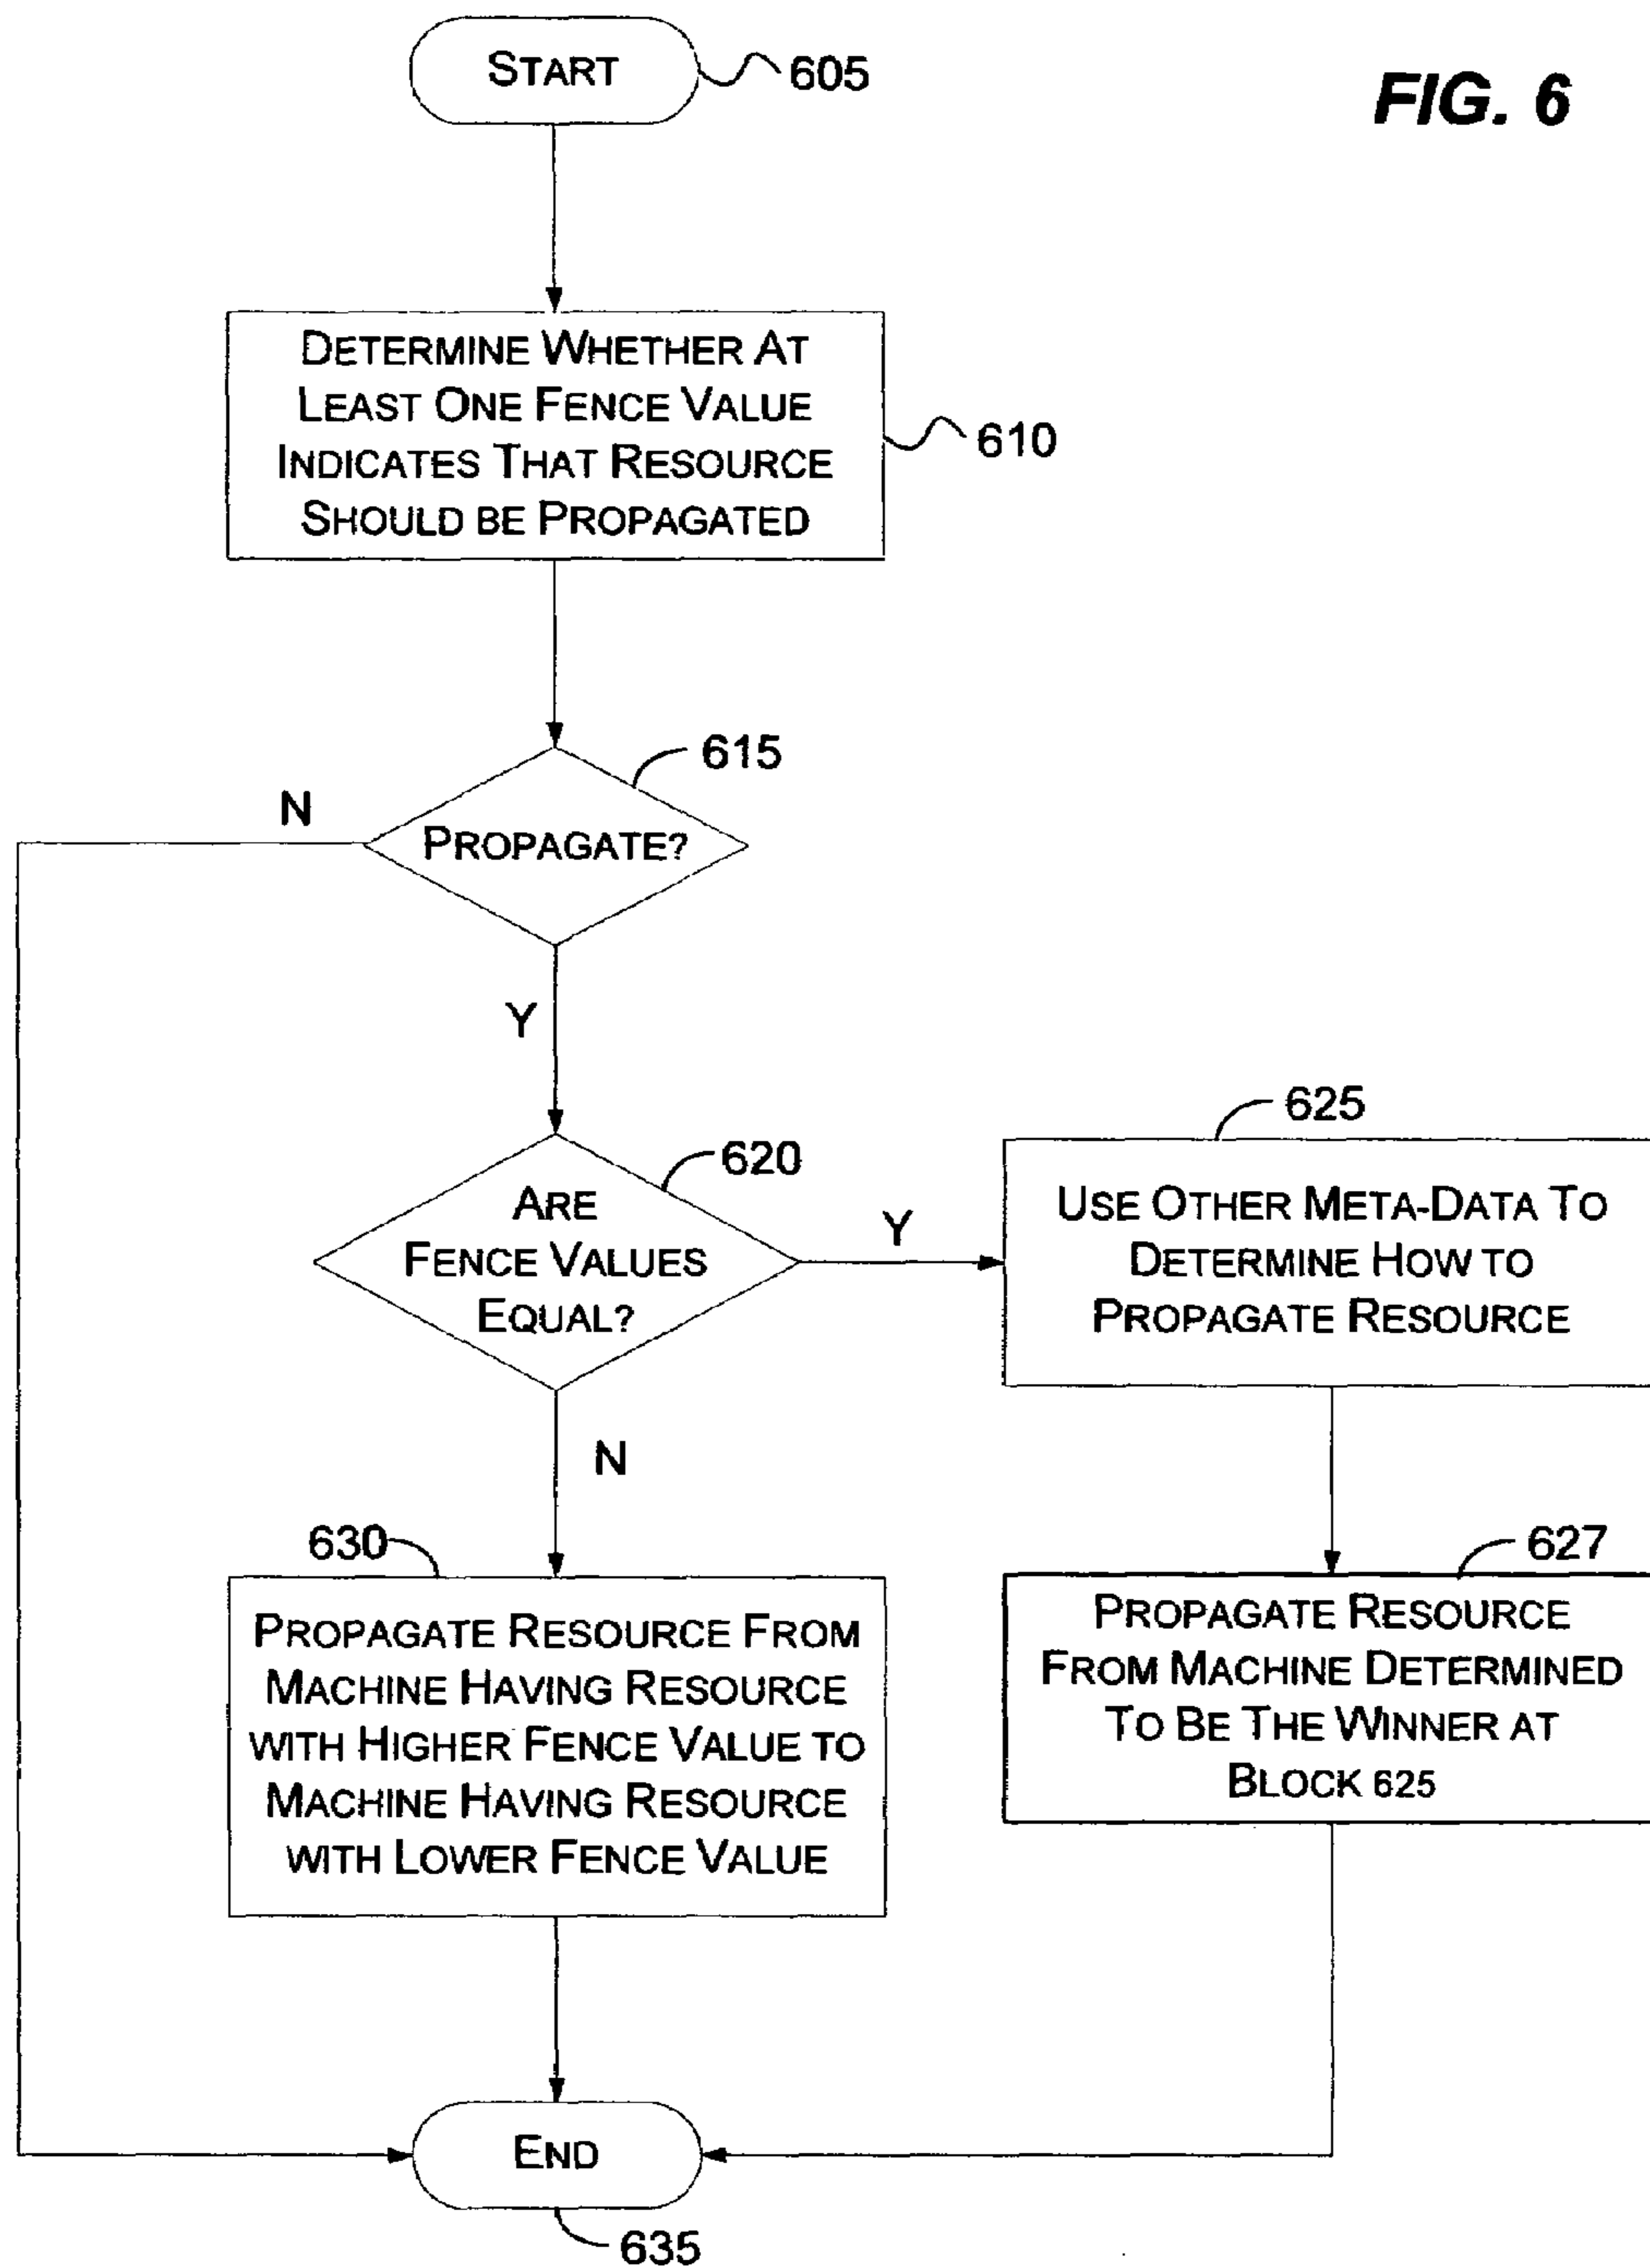 FIG. 6
START
605
DETERMINE WHETHER AT
LEAST ONE FENCE VALUE
INDICATES THAT RESOURCE
SHOULD BE PROPAGATED
610
615
PROPAGATE?
N
Y
620
ARE
FENCE VALUES
EQUAL?
Y
N
625
USE OTHER META-DATA TO
DETERMINE HOW TO
PROPAGATE RESOURCE
630
PROPAGATE RESOURCE FROM
MACHINE HAVING RESOURCE
WITH HIGHER FENCE VALUE TO
MACHINE HAVING RESOURCE
WITH LOWER FENCE VALUE
627
PROPAGATE RESOURCE
FROM MACHINE DETERMINED
TO BE THE WINNER AT
BLOCK 625
END
635